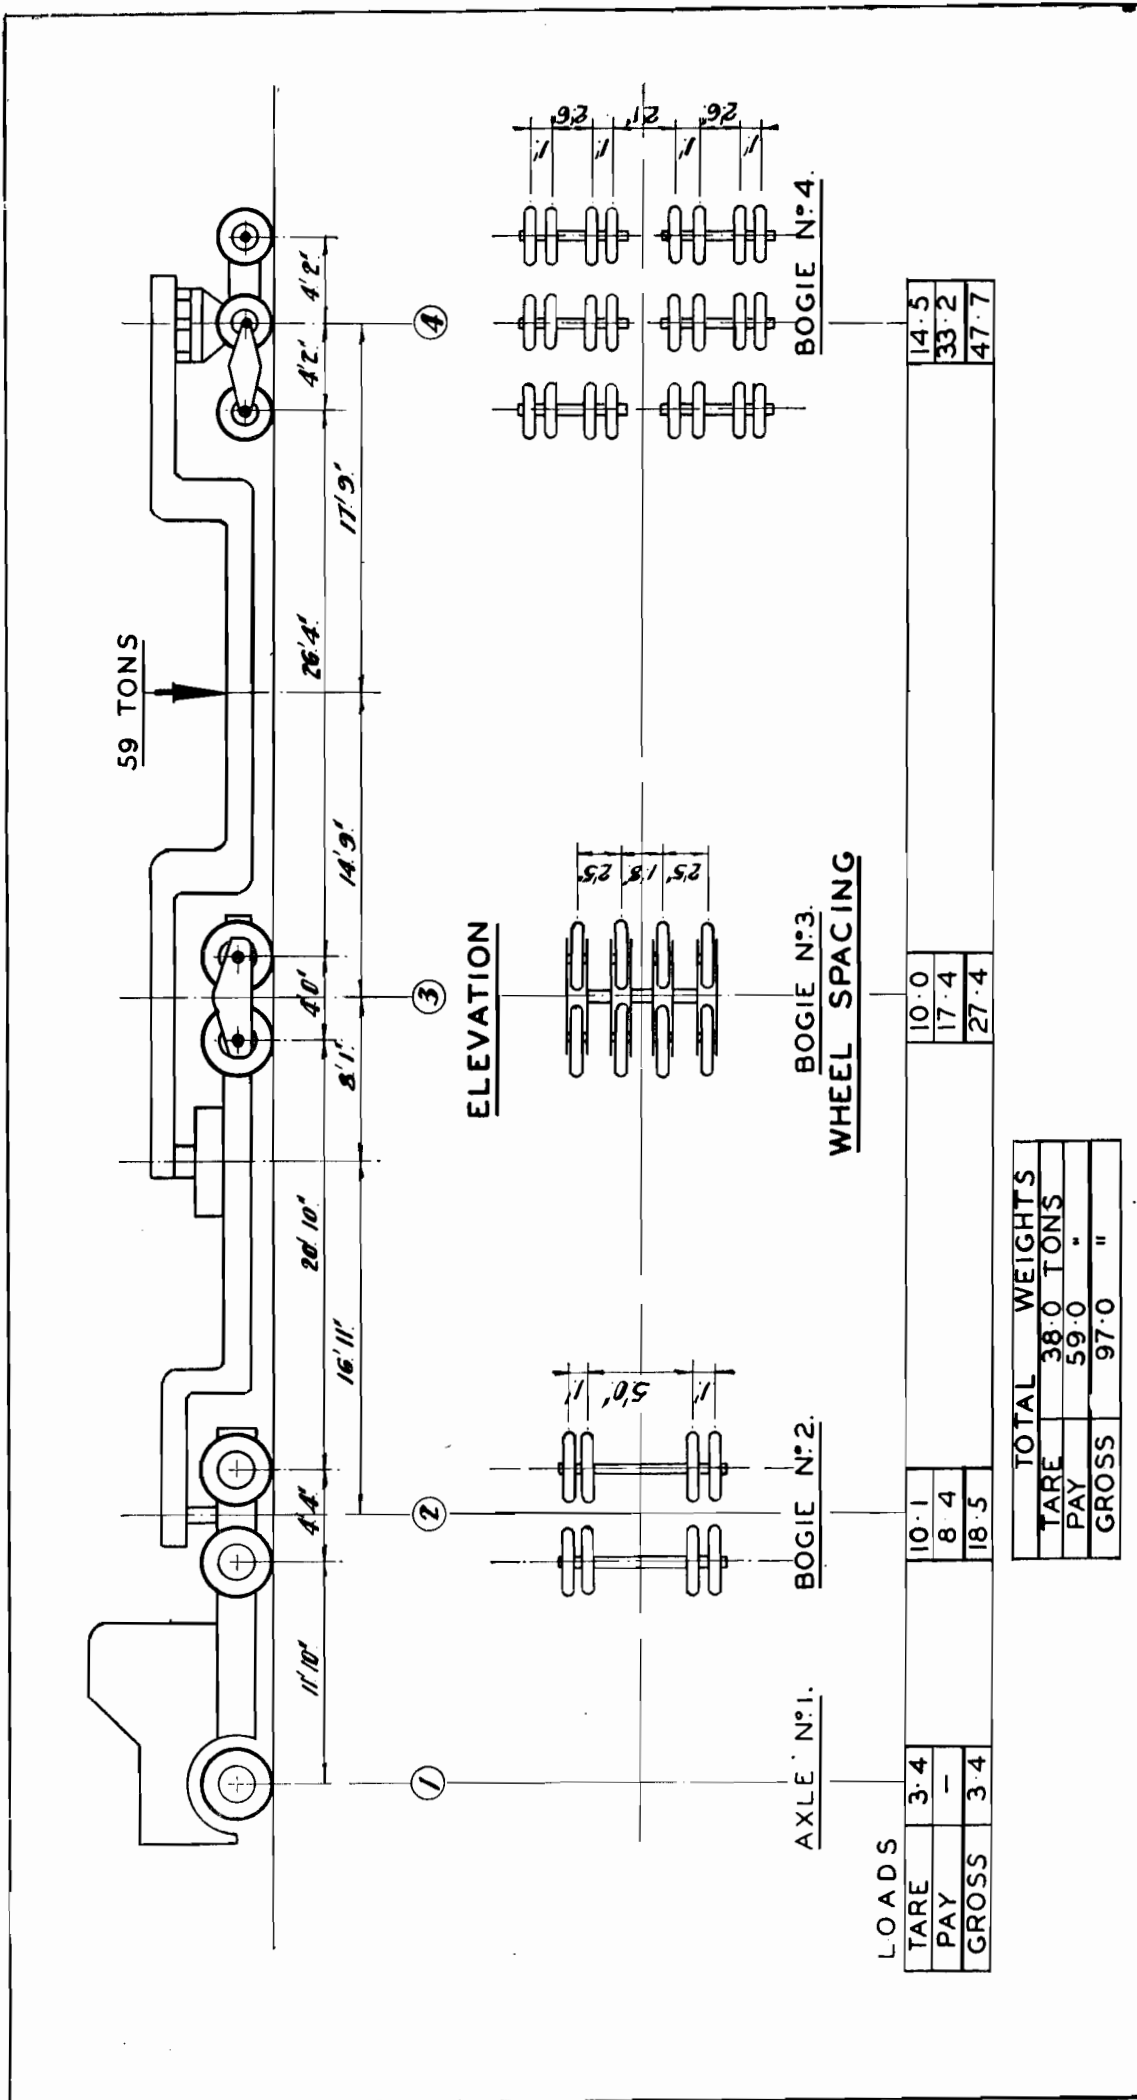 59 TONS
11' 10"
4' 4"
20' 10"
4' 0"
26' 4"
4' 2"
4' 2"
16' 11"
8' 1"
14' 9"
17' 9"
1
2
3
4
ELEVATION
1'
5' 0"
1'
2' 5"
1' 8"
2' 5"
1'
2' 6"
1'
2' 1"
1'
2' 6"
1'
AXLE Nº 1.
BOGIE Nº 2.
BOGIE Nº 3.
BOGIE Nº 4.
WHEEL SPACING
LOADS
TARE 3·4 10·1 10·0 14·5
PAY — 8·4 17·4 33·2
GROSS 3·4 18·5 27·4 47·7
TOTAL WEIGHTS
TARE 38·0 TONS
PAY 59·0 "
GROSS 97·0 "